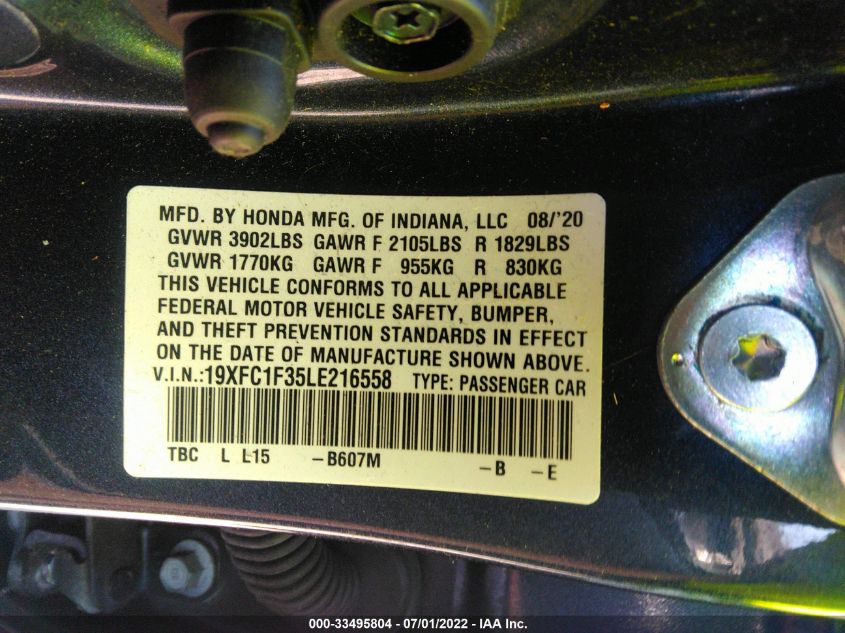 MFD. BY HONDA MFG. OF INDIANA, LLC 08/'20
GVWR 3902LBS GAWR F 2105LBS R 1829LBS
GVWR 1770KG GAWR F 955KG R 830KG
THIS VEHICLE CONFORMS TO ALL APPLICABLE
FEDERAL MOTOR VEHICLE SAFETY, BUMPER,
AND THEFT PREVENTION STANDARDS IN EFFECT
ON THE DATE OF MANUFACTURE SHOWN ABOVE.
V.I.N.:19XFC1F35LE216558 TYPE: PASSENGER CAR
TBC L L15 -B607M -B -E
000-33495804 - 07/01/2022 - IAA Inc.